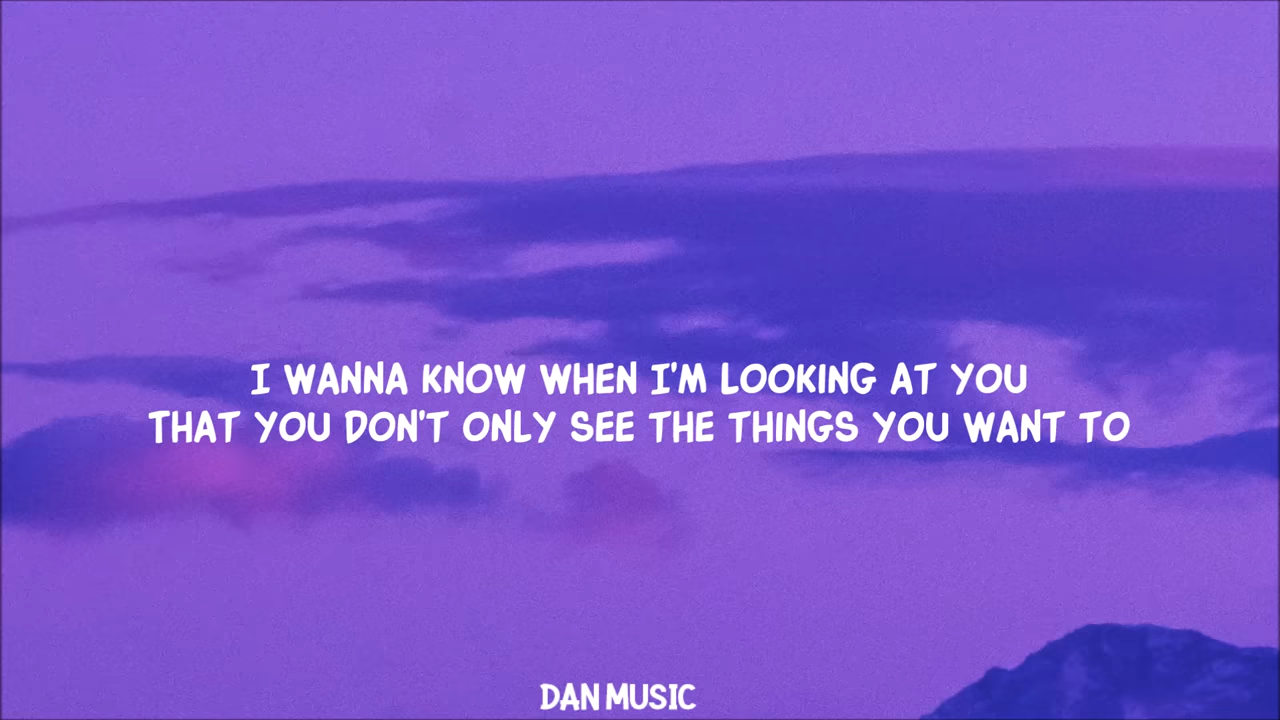 I WANNA KNOW WHEN I'M LOOKING AT YOU
THAT YOU DON'T ONLY SEE THE THINGS YOU WANT TO
DAN MUSIC